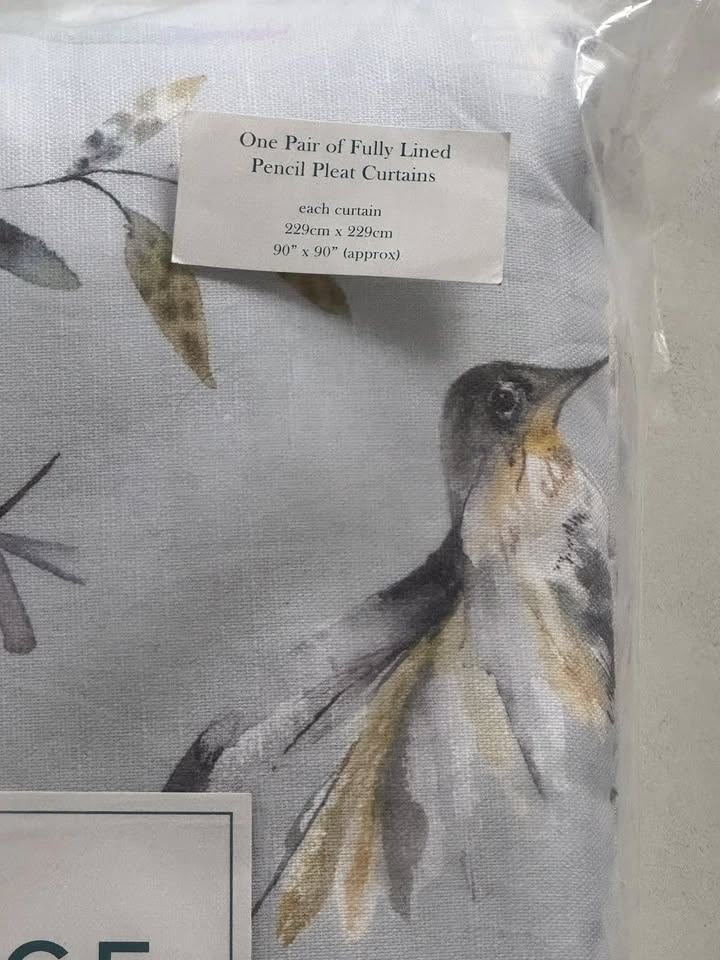 One Pair of Fully Lined
Pencil Pleat Curtains
each curtain
229cm x 229cm
90” x 90” (approx)